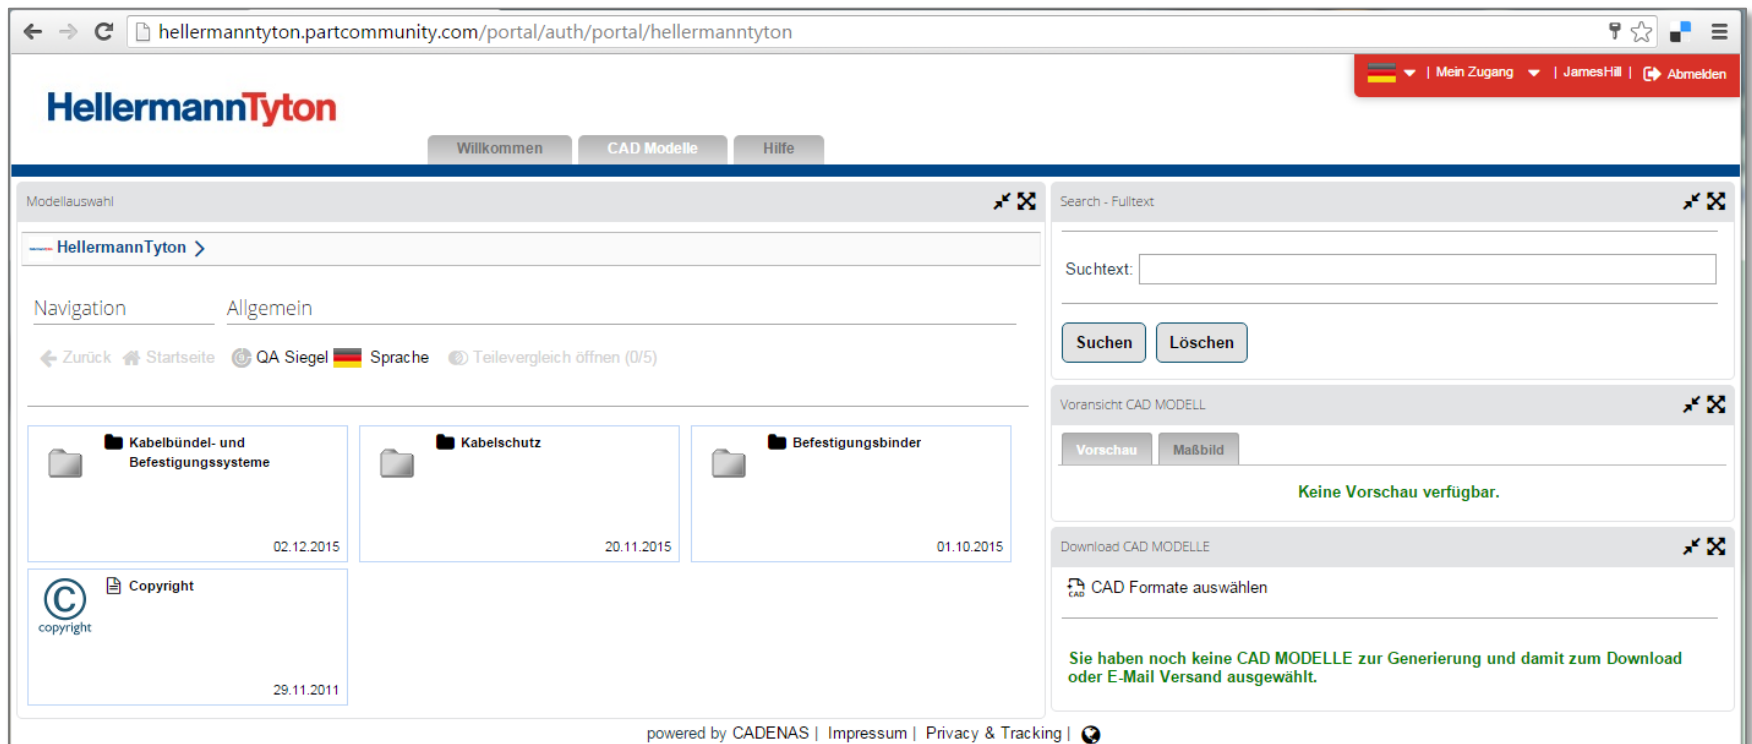 hellermanntyton.partcommunity.com/portal/auth/portal/hellermanntyton
| Mein Zugang | JamesHill | Abmelden
HellermannTyton
Willkommen CAD Modelle Hilfe
Modellauswahl
HellermannTyton
Navigation Allgemein
Zurück Startseite QA Siegel Sprache Teilevergleich öffnen (0/5)
Kabelbündel- und
Befestigungssysteme
02.12.2015
Kabelschutz
20.11.2015
Befestigungsbinder
01.10.2015
copyright
Copyright
29.11.2011
Search - Fulltext
Suchtext:
Suchen Löschen
Voransicht CAD MODELL
Vorschau Maßbild
Keine Vorschau verfügbar.
Download CAD MODELLE
CAD CAD Formate auswählen
Sie haben noch keine CAD MODELLE zur Generierung und damit zum Download
oder E-Mail Versand ausgewählt.
powered by CADENAS | Impressum | Privacy & Tracking |